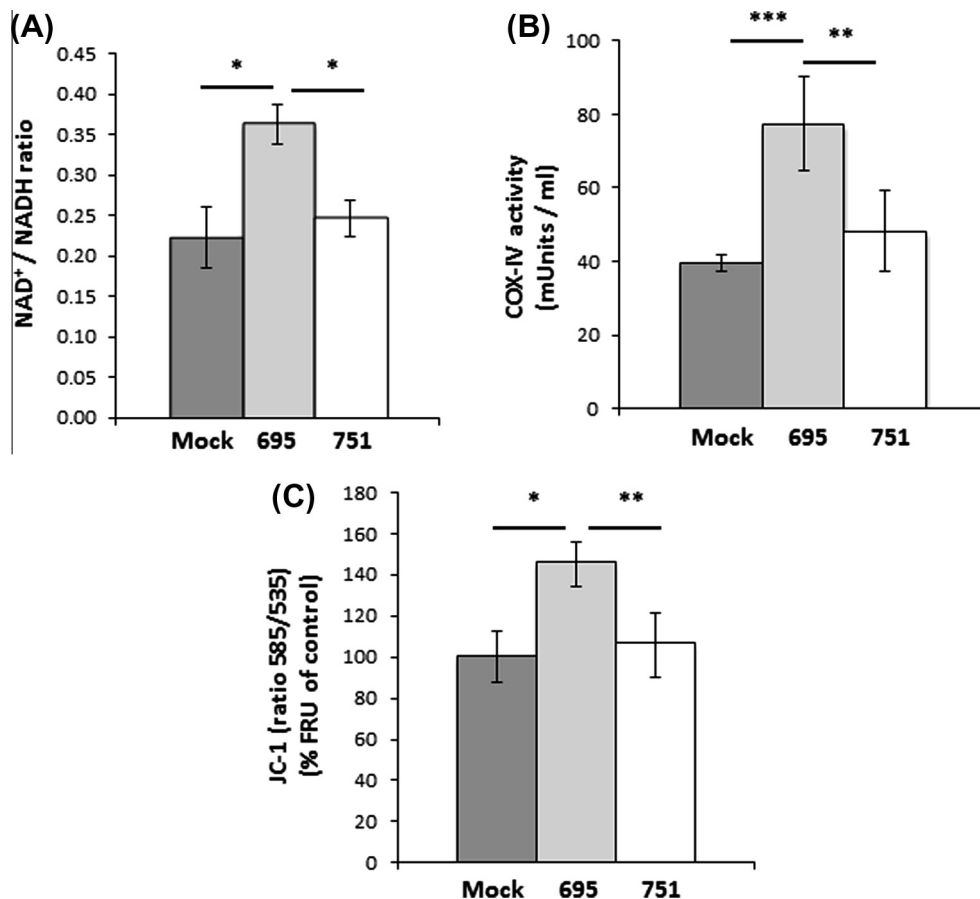 (A)
NAD+ / NADH ratio
0.45
0.40
0.35
0.30
0.25
0.20
0.15
0.10
0.05
0.00
*
*
Mock 695 751
(B)
COX-IV activity
(mUnits / ml)
100
80
60
40
20
0
***
**
Mock 695 751
(C)
JC-1 (ratio 585/535)
(% FRU of control)
180
160
140
120
100
80
60
40
20
0
*
**
Mock 695 751